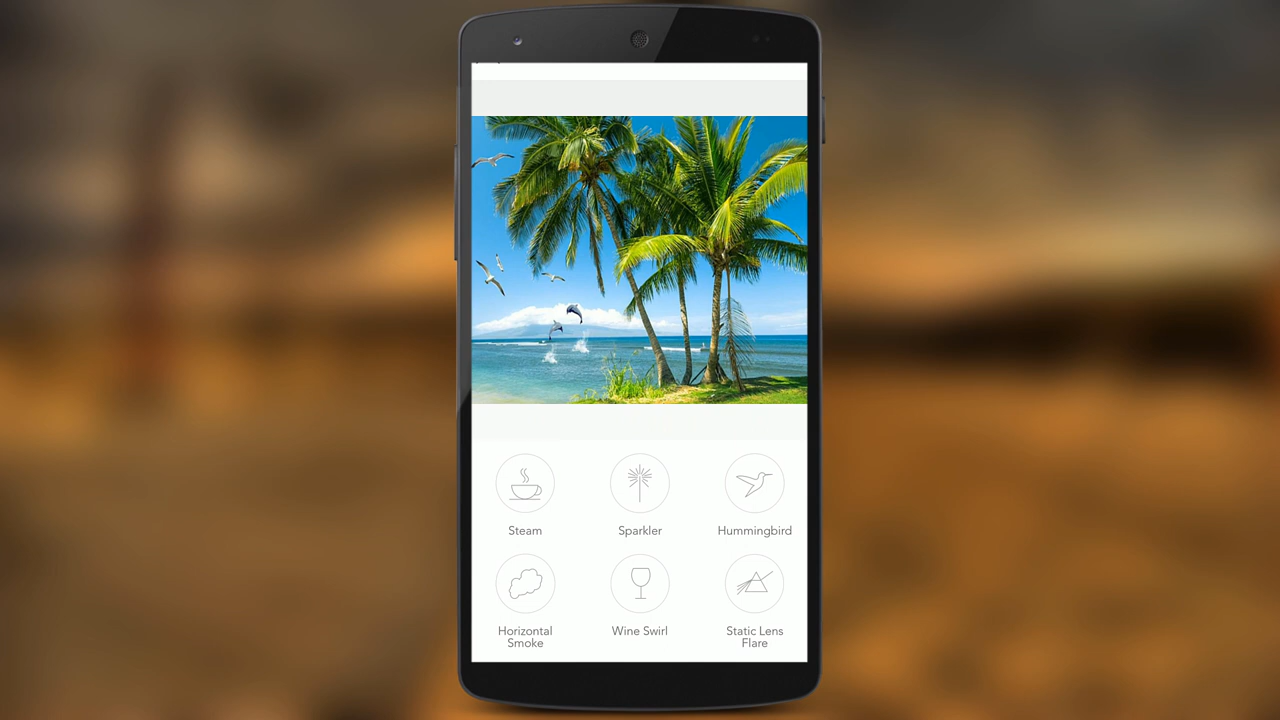 Steam
Sparkler
Hummingbird
Horizontal
Smoke
Wine Swirl
Static Lens
Flare